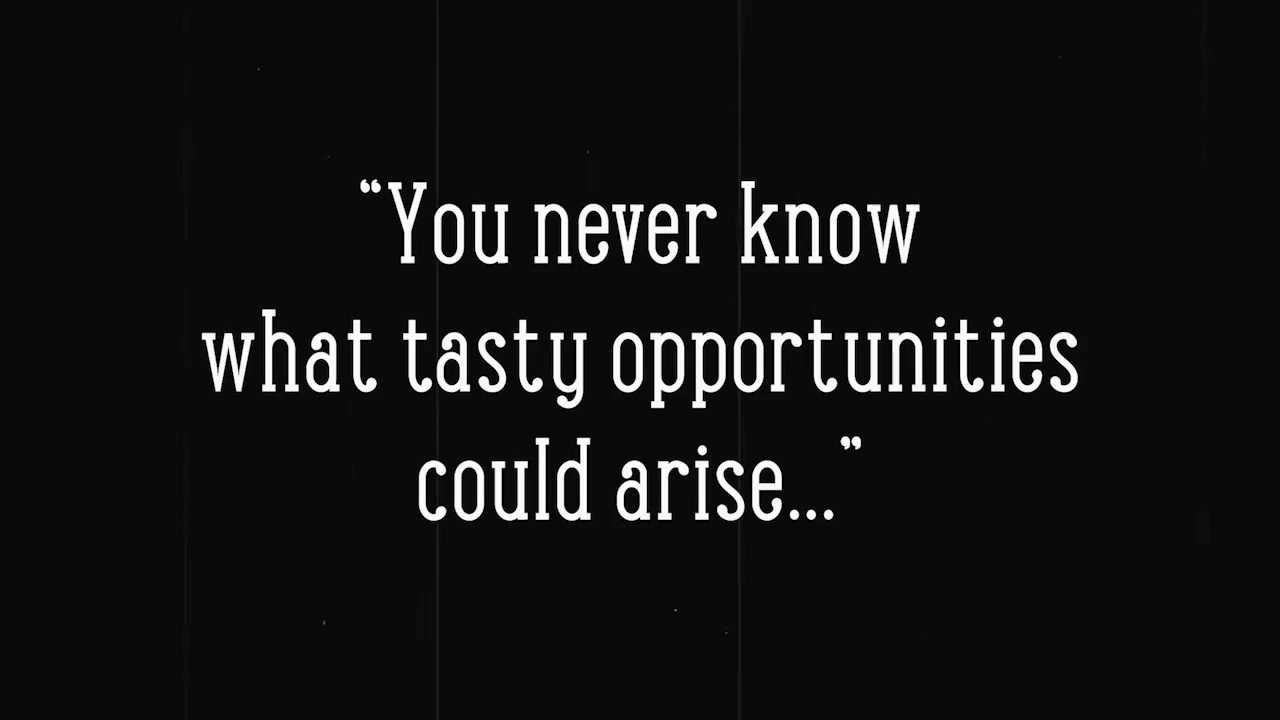 “You never know
what tasty opportunities
could arise...”